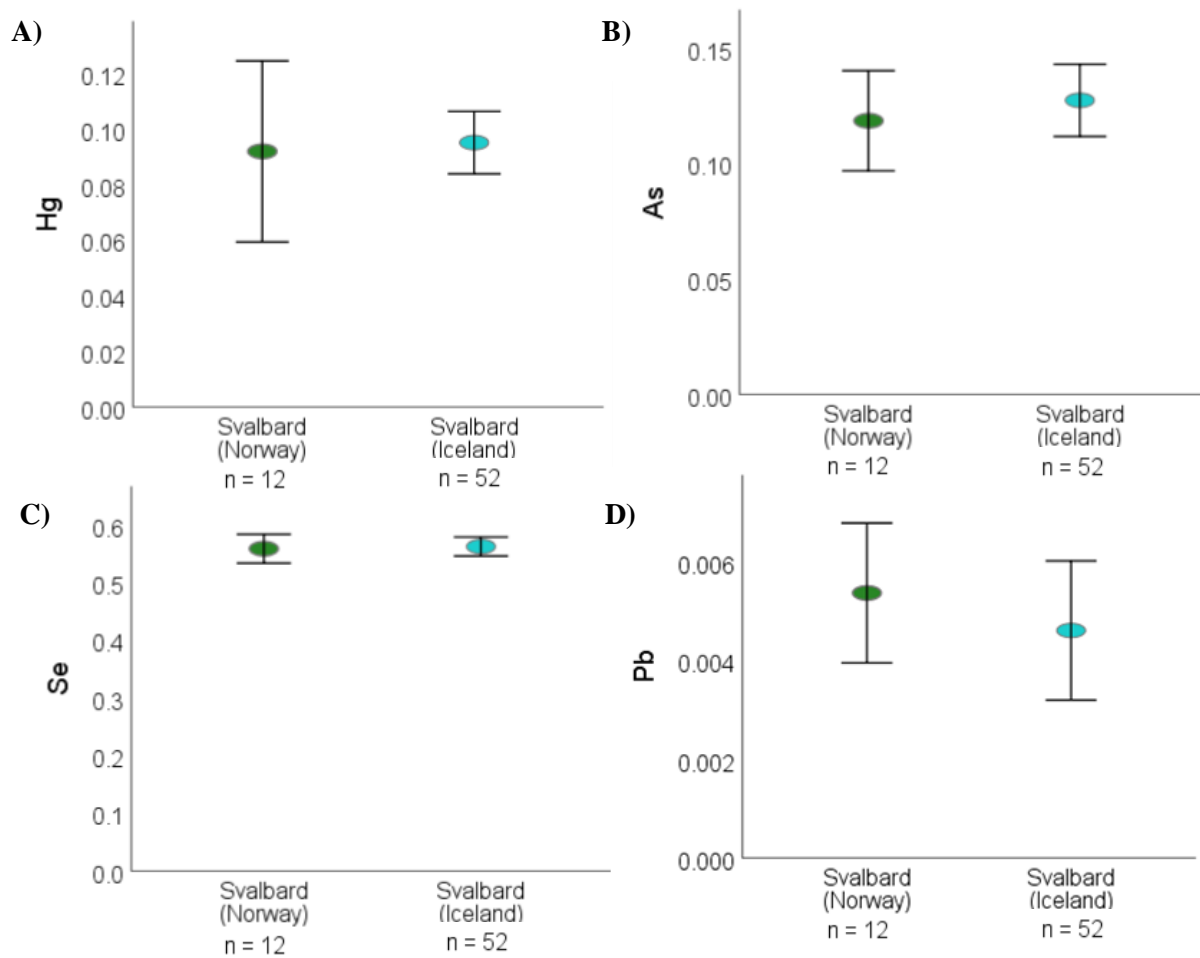 A)
Hg
0.12
0.10
0.08
0.06
0.04
0.02
0.00
Svalbard
(Norway)
n = 12
Svalbard
(Iceland)
n = 52
B)
As
0.15
0.10
0.05
0.00
Svalbard
(Norway)
n = 12
Svalbard
(Iceland)
n = 52
C)
Se
0.6
0.5
0.4
0.3
0.2
0.1
0.0
Svalbard
(Norway)
n = 12
Svalbard
(Iceland)
n = 52
D)
Pb
0.006
0.004
0.002
0.000
Svalbard
(Norway)
n = 12
Svalbard
(Iceland)
n = 52